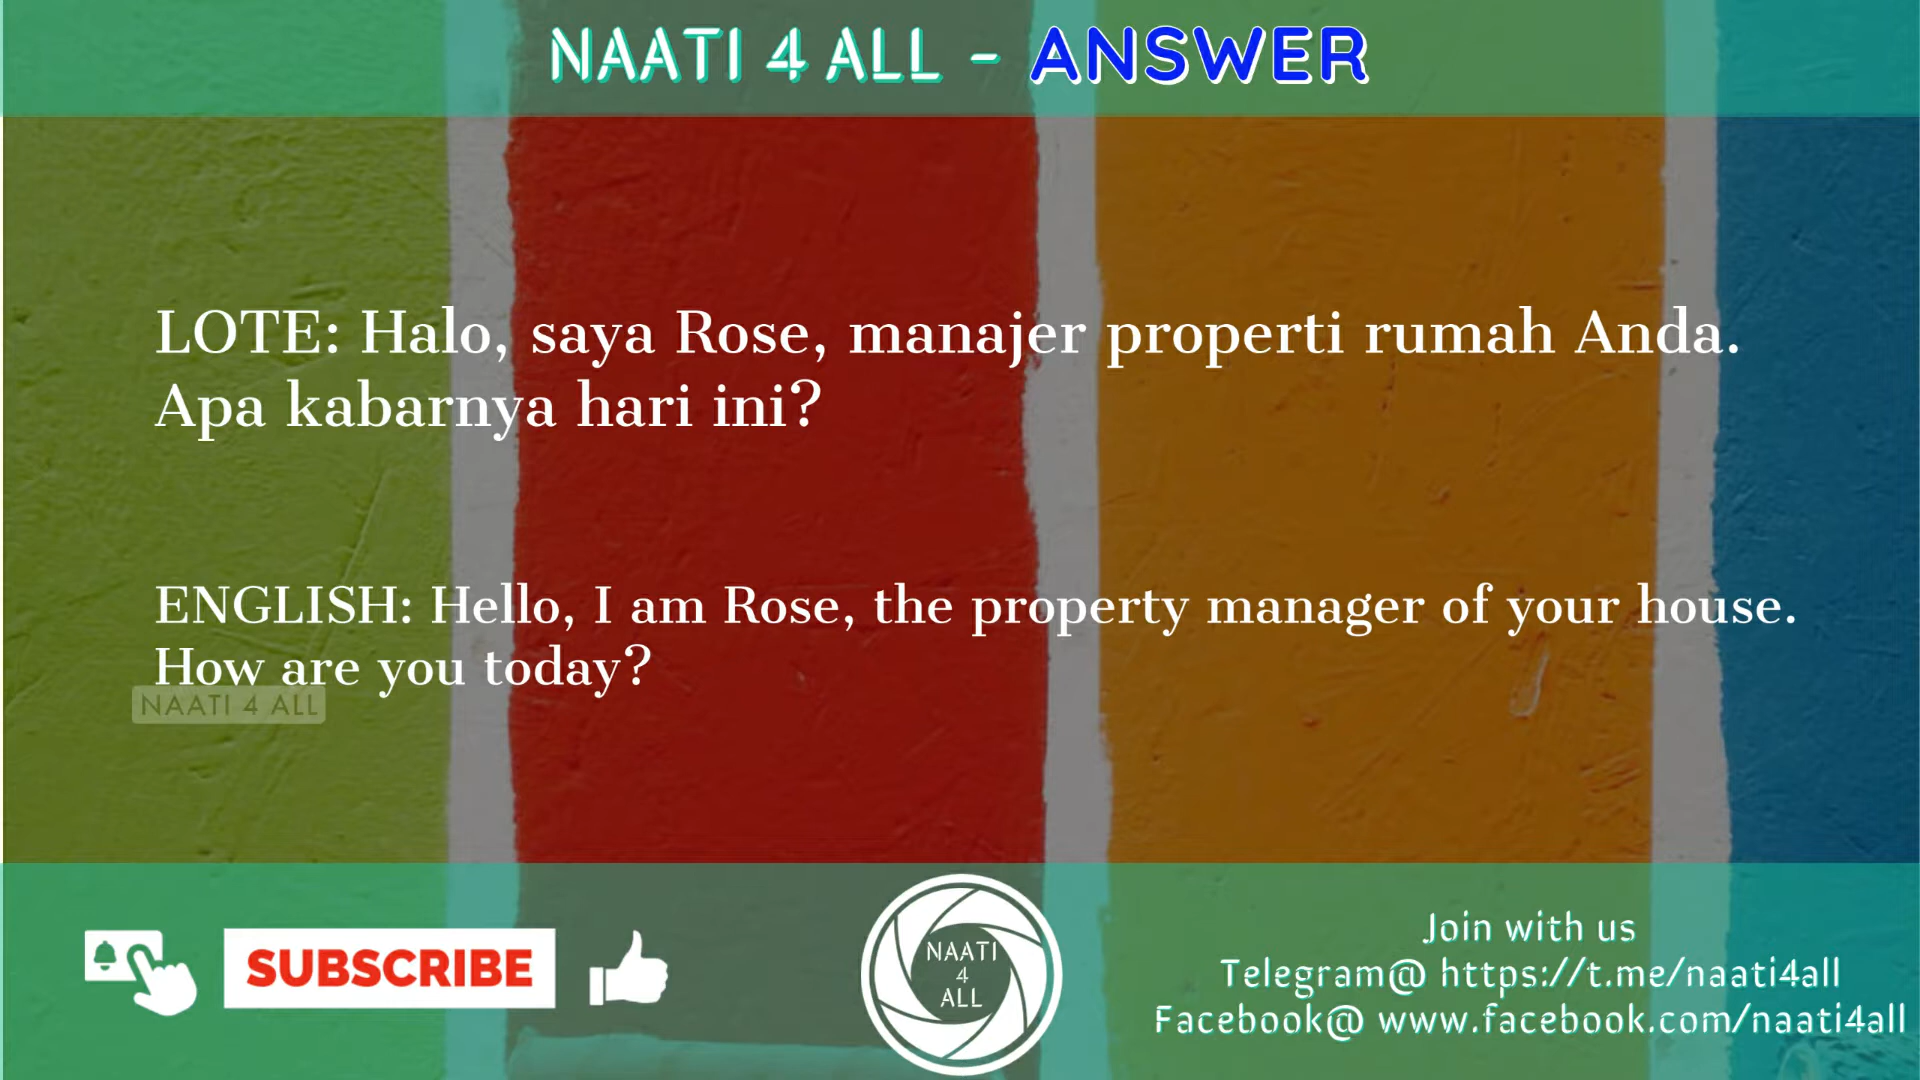 NAATI 4 ALL - ANSWER
LOTE: Halo, saya Rose, manajer properti rumah Anda.
Apa kabarnya hari ini?
ENGLISH: Hello, I am Rose, the property manager of your house.
How are you today?
NAATI 4 ALL
SUBSCRIBE
NAATI
4
ALL
Join with us
Telegram@ https://t.me/naati4all
Facebook@ www.facebook.com/naati4all